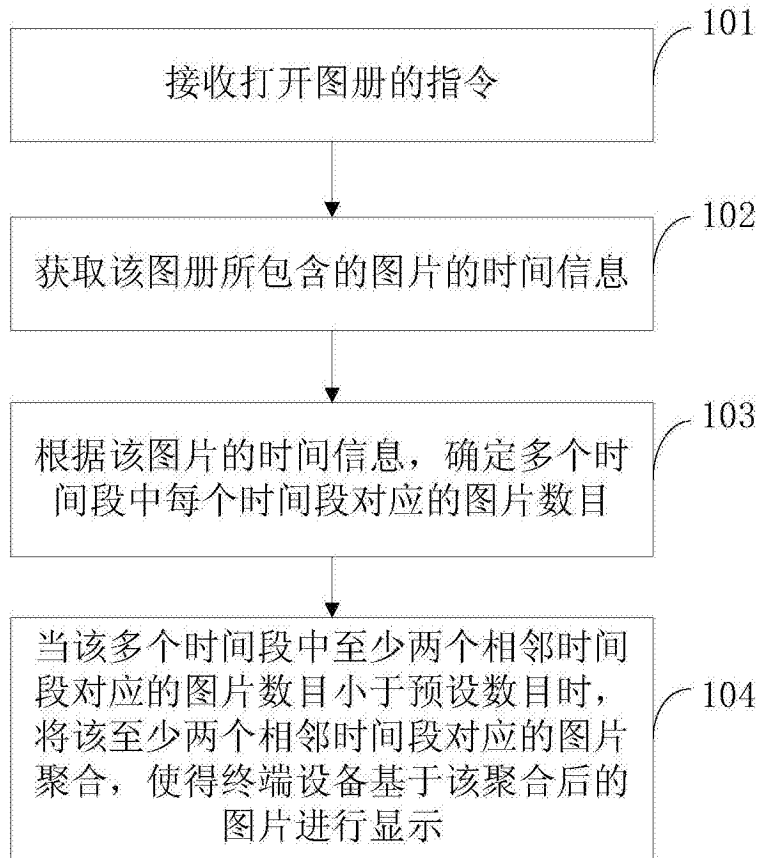 101
接收打开图册的指令
102
获取该图册所包含的图片的时间信息
103
根据该图片的时间信息，确定多个时
间段中每个时间段对应的图片数目
当该多个时间段中至少两个相邻时间
段对应的图片数目小于预设数目时，
104
将该至少两个相邻时间段对应的图片
聚合，使得终端设备基于该聚合后的
图片进行显示